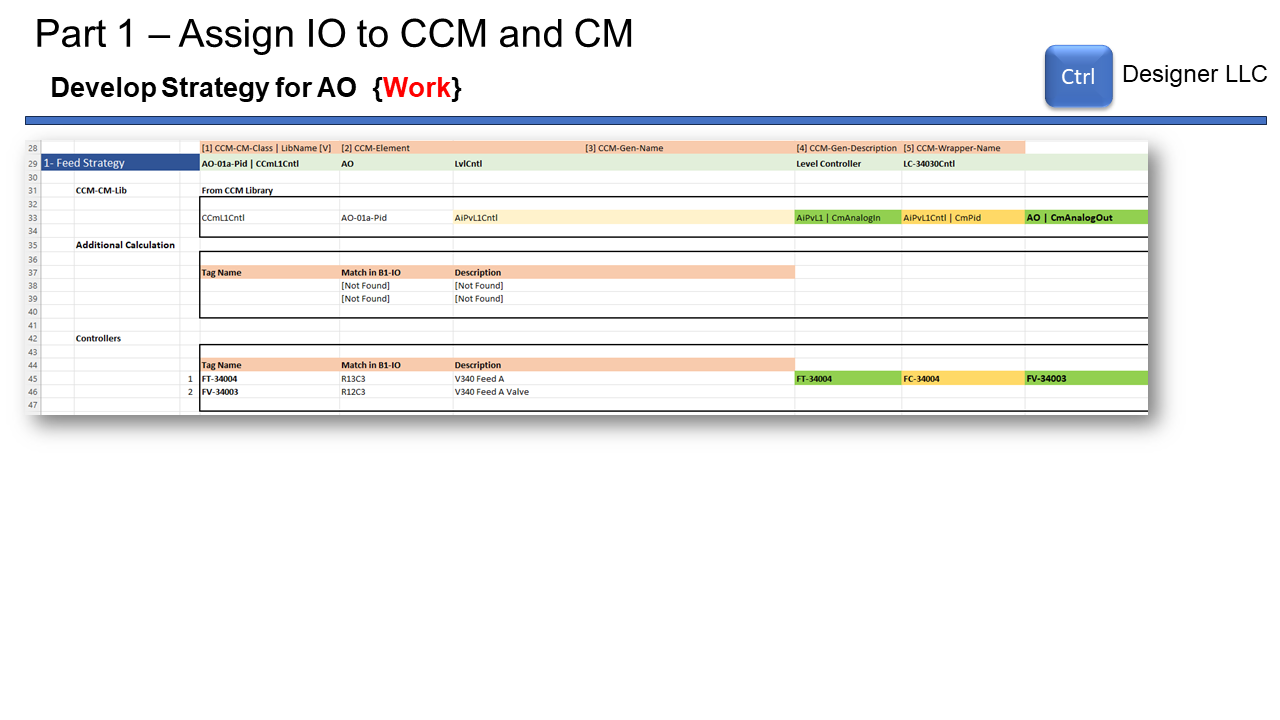 Part 1 – Assign IO to CCM and CM
Develop Strategy for AO {Work}
Ctrl Designer LLC
28 [1] CCM-CM-Class | LibName [V] [2] CCM-Element [3] CCM-Gen-Name [4] CCM-Gen-Description [5] CCM-Wrapper-Name
29 1- Feed Strategy AO-01a-Pid | CCmL1Cntl AO LvlCntl Level Controller LC-34030Cntl
30
31 CCM-CM-Lib From CCM Library
32
33 CCmL1Cntl AO-01a-Pid AiPvL1Cntl AiPvL1 | CmAnalogIn AiPvL1Cntl | CmPid AO | CmAnalogOut
34
35 Additional Calculation
36
37 Tag Name Match in B1-IO Description
38 [Not Found] [Not Found]
39 [Not Found] [Not Found]
40
41
42 Controllers
43
44 Tag Name Match in B1-IO Description
45 1 FT-34004 R13C3 V340 Feed A FT-34004 FC-34004 FV-34003
46 2 FV-34003 R12C3 V340 Feed A Valve
47